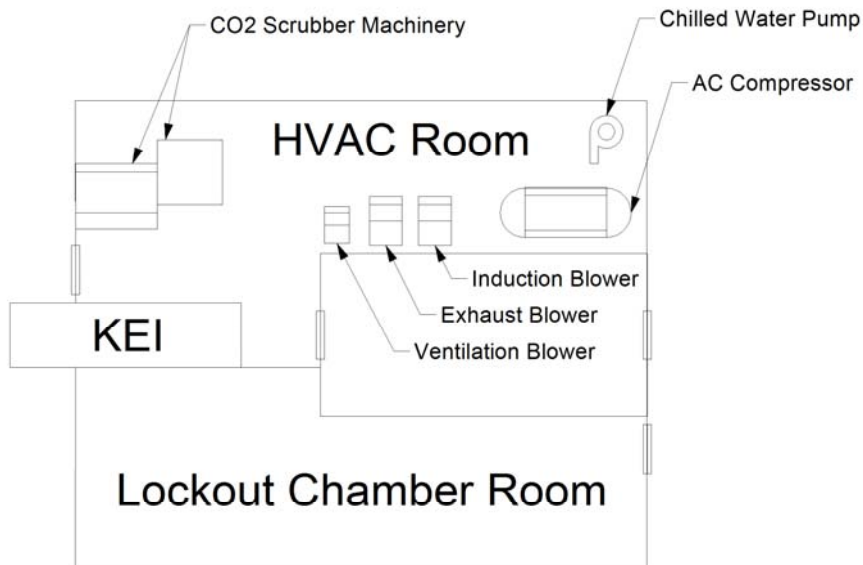 CO2 Scrubber Machinery
Chilled Water Pump
AC Compressor
HVAC Room
Induction Blower
Exhaust Blower
Ventilation Blower
KEI
Lockout Chamber Room